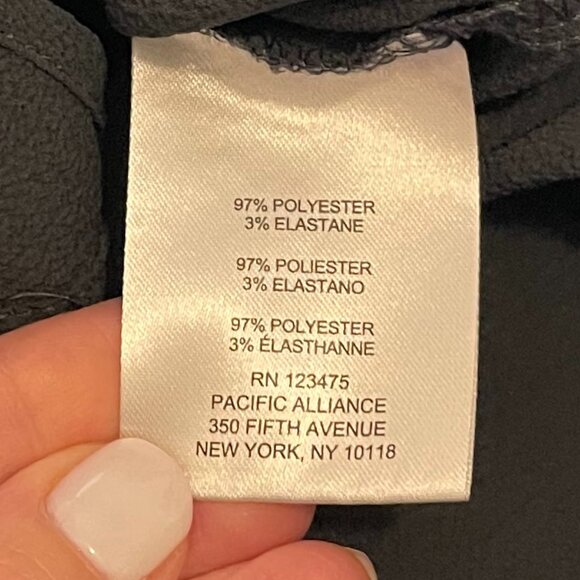 97% POLYESTER
3% ELASTANE
97% POLIESTER
3% ELASTANO
97% POLYESTER
3% ÉLASTHANNE
RN 123475
PACIFIC ALLIANCE
350 FIFTH AVENUE
NEW YORK, NY 10118